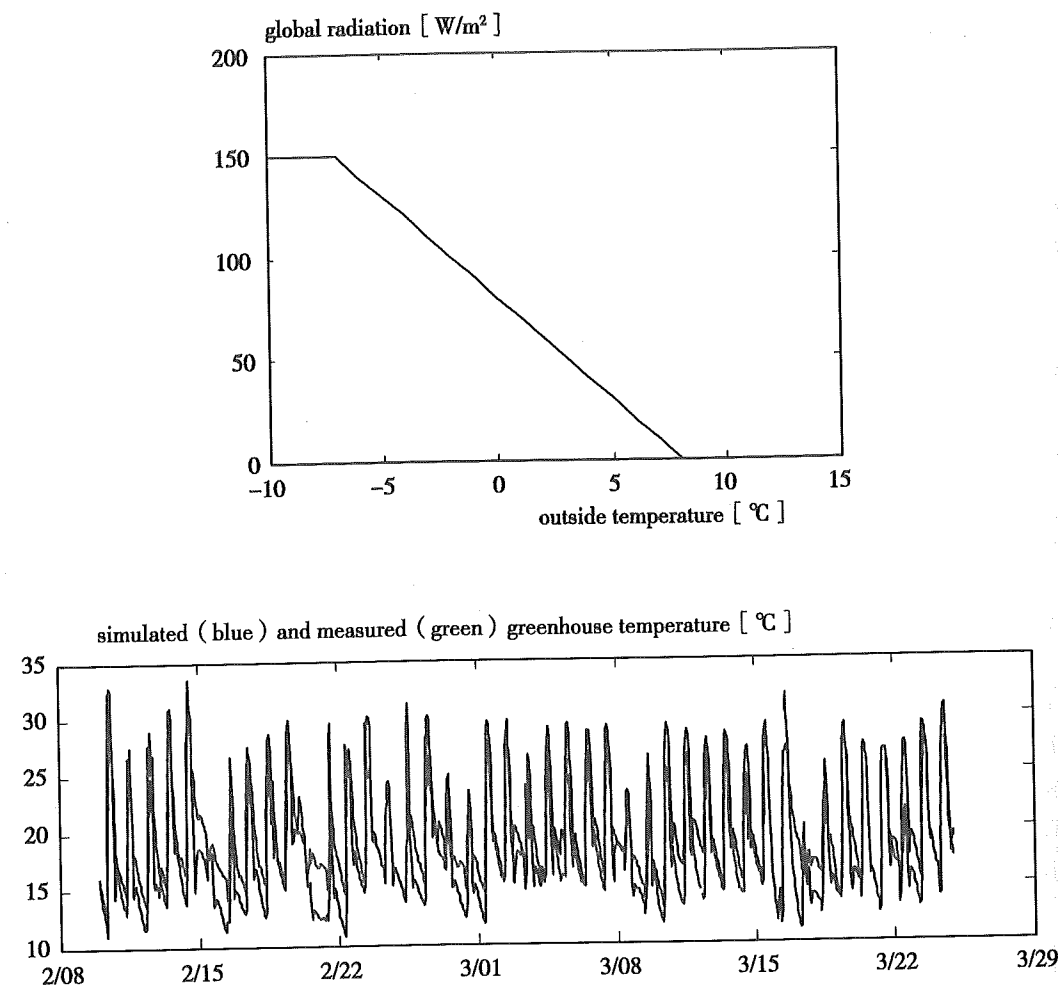 global radiation [ W/m² ]
200
150
100
50
0
−10 −5 0 5 10 15
outside temperature [ ℃ ]
simulated ( blue ) and measured ( green ) greenhouse temperature [ ℃ ]
35
30
25
20
15
10
2/08 2/15 2/22 3/01 3/08 3/15 3/22 3/29